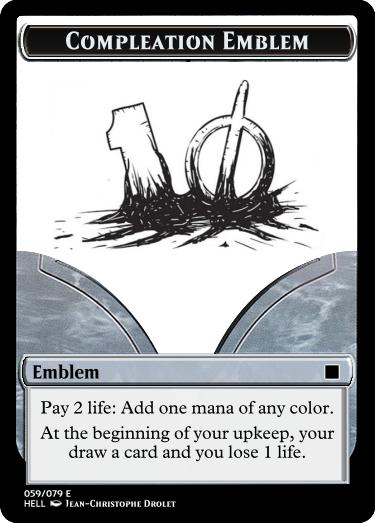 Compleation Emblem
10
Emblem
Pay 2 life: Add one mana of any color.
At the beginning of your upkeep, your
draw a card and you lose 1 life.
059/079 E
HELL Jean-Christophe Drolet